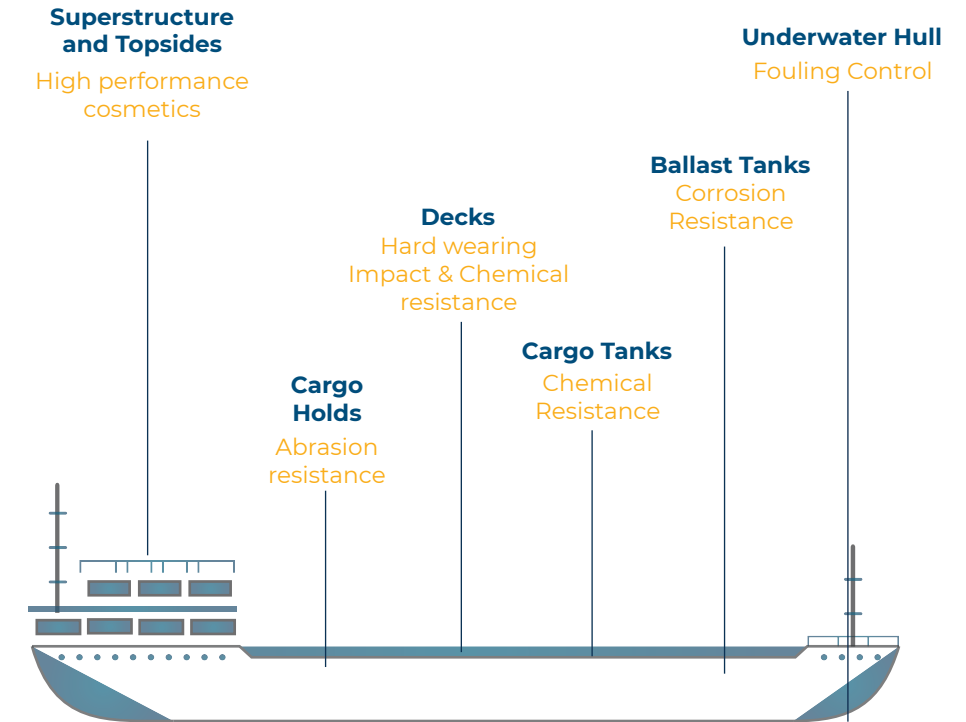 Superstructure
and Topsides
High performance
cosmetics
Underwater Hull
Fouling Control
Ballast Tanks
Corrosion
Resistance
Decks
Hard wearing
Impact & Chemical
resistance
Cargo Tanks
Chemical
Resistance
Cargo
Holds
Abrasion
resistance